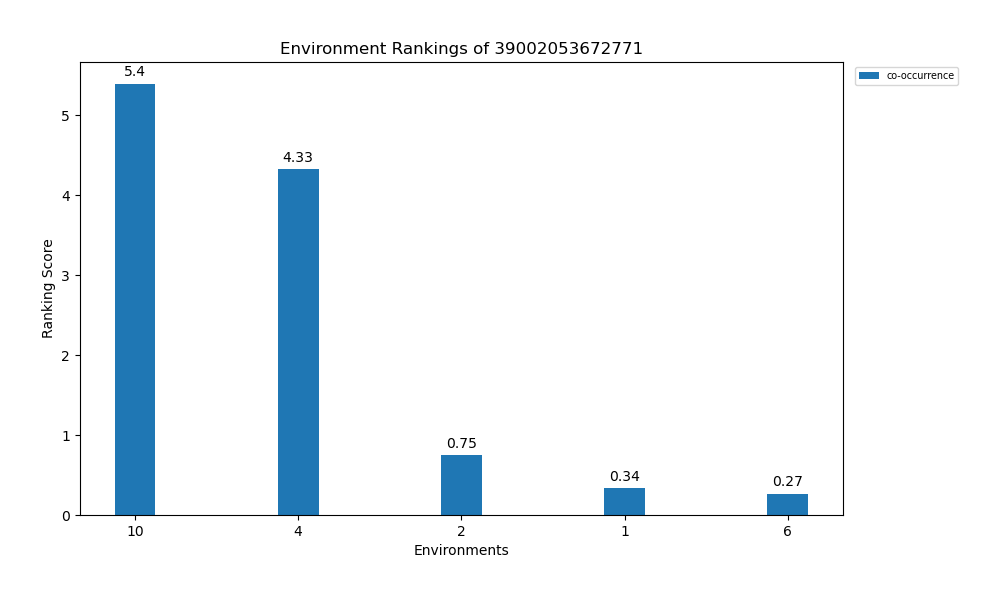 Environment Rankings of 39002053672771
co-occurrence
5.4
4.33
0.75
0.34
0.27
Ranking Score
5
4
3
2
1
0
10 4 2 1 6
Environments